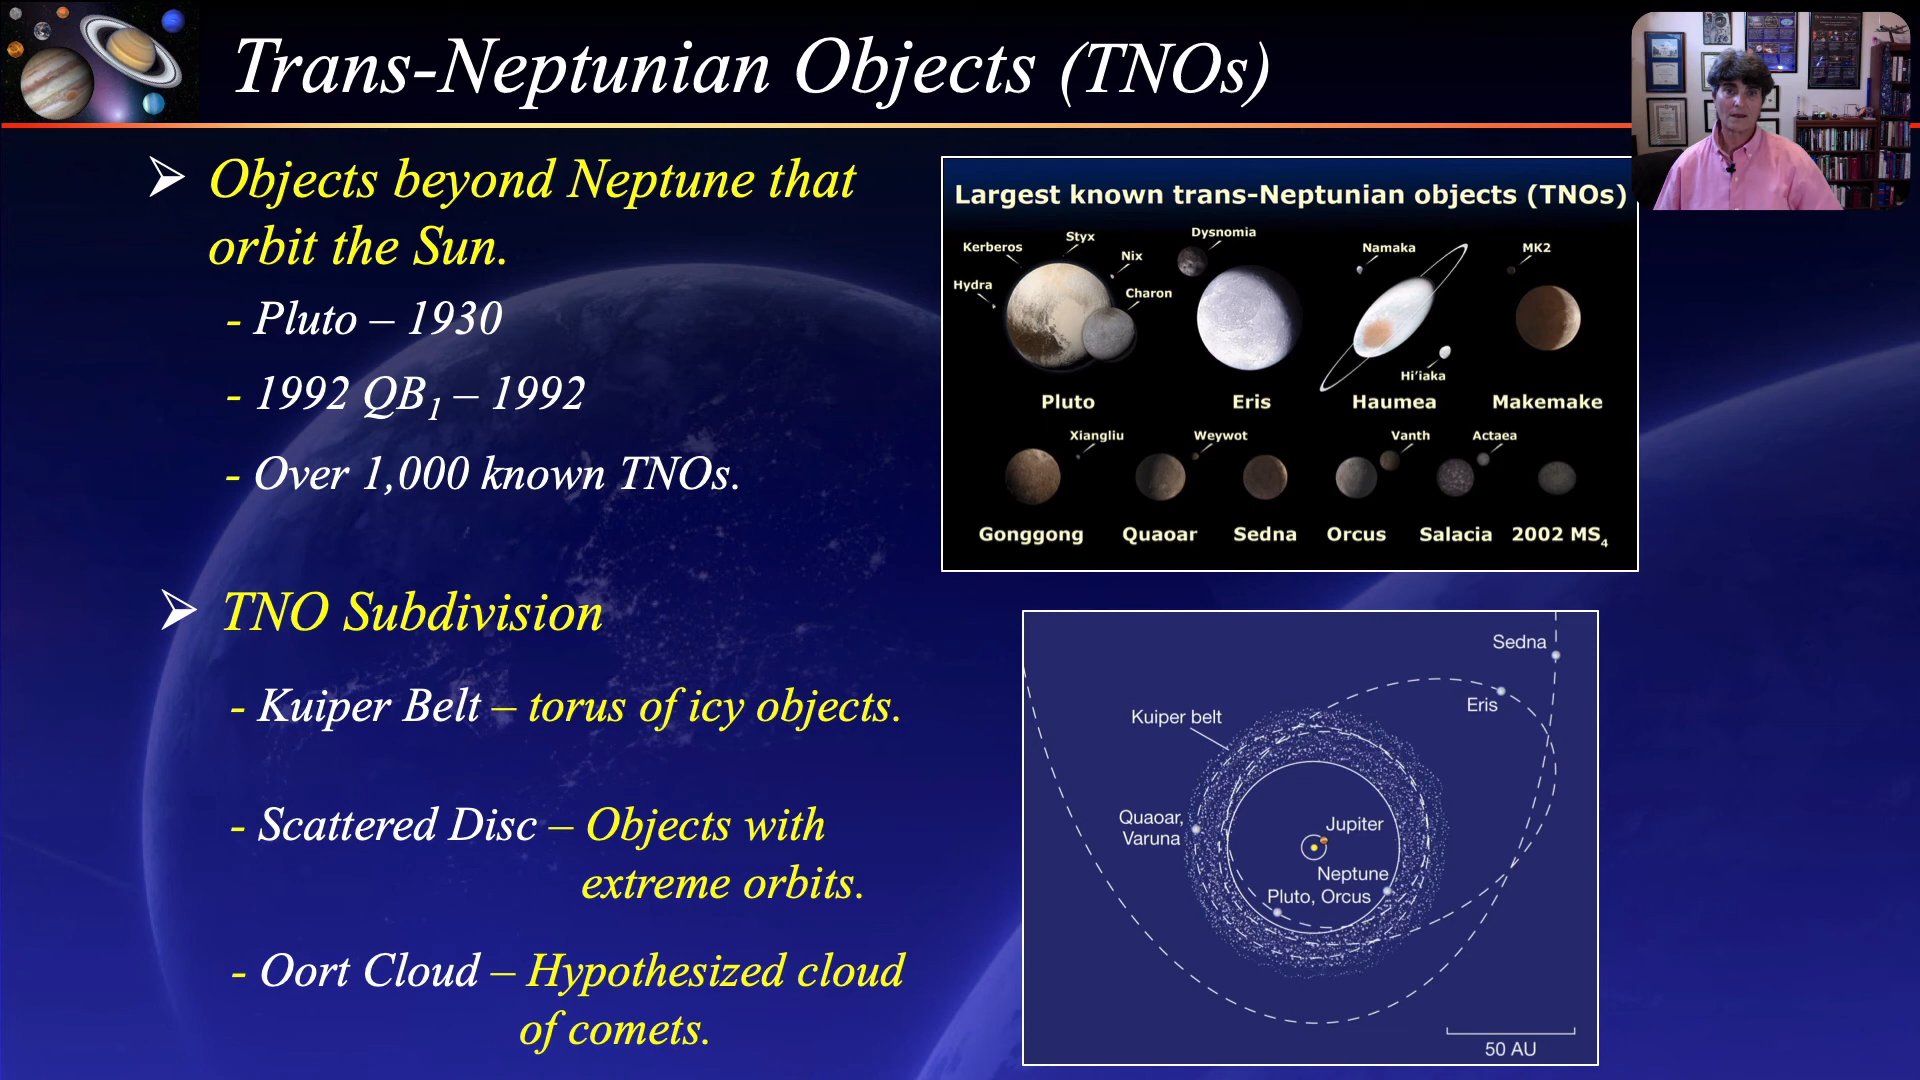 Trans-Neptunian Objects (TNOs)
➢ Objects beyond Neptune that
orbit the Sun.
- Pluto – 1930
- 1992 QB1 – 1992
- Over 1,000 known TNOs.
➢ TNO Subdivision
- Kuiper Belt – torus of icy objects.
- Scattered Disc – Objects with
extreme orbits.
- Oort Cloud – Hypothesized cloud
of comets.
Largest known trans-Neptunian objects (TNOs)
Styx
Dysnomia
Kerberos
Nix
Namaka
MK2
Hydra
Charon
Hi'iaka
Pluto
Eris
Haumea
Makemake
Xiangliu
Weywot
Vanth
Actaea
Gonggong
Quaoar
Sedna
Orcus
Salacia
2002 MS4
Sedna
Eris
Kuiper belt
Quaoar,
Varuna
Jupiter
Neptune
Pluto, Orcus
50 AU